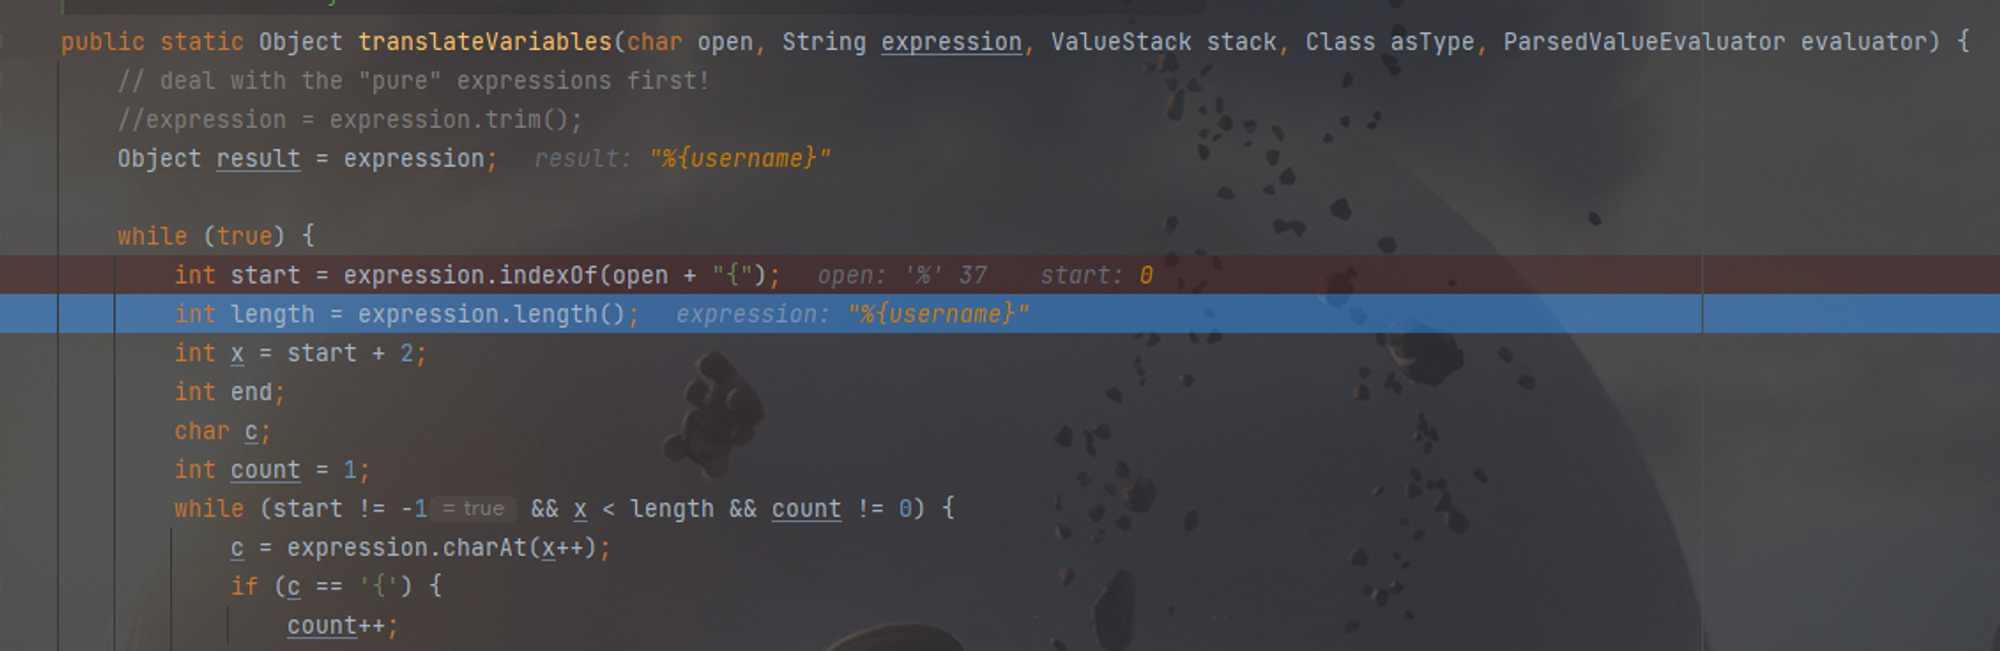 public static Object translateVariables(char open, String expression, ValueStack stack, Class asType, ParsedValueEvaluator evaluator) {
// deal with the "pure" expressions first!
//expression = expression.trim();
Object result = expression; result: "%{username}"
while (true) {
int start = expression.indexOf(open + "{"); open: '%' 37 start: 0
int length = expression.length(); expression: "%{username}"
int x = start + 2;
int end;
char c;
int count = 1;
while (start != -1 = true && x < length && count != 0) {
c = expression.charAt(x++);
if (c == '{') {
count++;